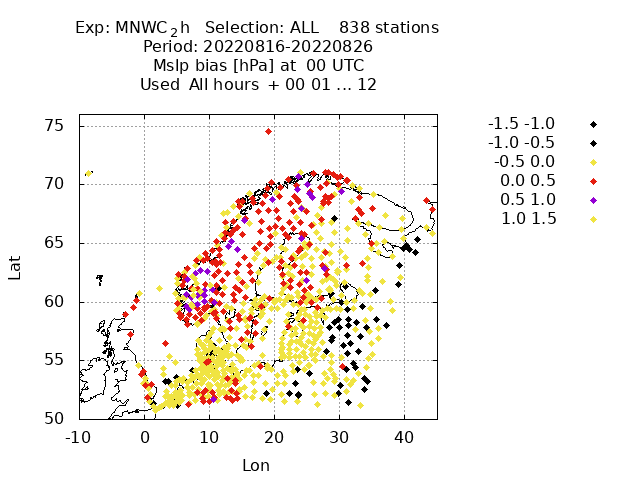 Exp: MNWC_2h Selection: ALL 838 stations
Period: 20220816-20220826
Mslp bias [hPa] at 00 UTC
Used All hours + 00 01 ... 12
-1.5 -1.0
-1.0 -0.5
-0.5 0.0
0.0 0.5
0.5 1.0
1.0 1.5
75
70
65
60
55
50
Lat
-10 0 10 20 30 40
Lon